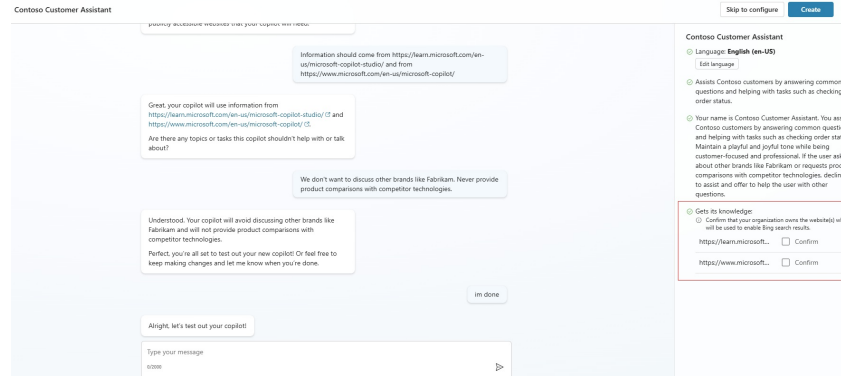 Contoso Customer Assistant
Skip to configure
Create
publicly accessible websites that your copilot will need.
Information should come from https://learn.microsoft.com/en-
us/microsoft-copilot-studio/ and from
https://www.microsoft.com/en-us/microsoft-copilot/
Great, your copilot will use information from
https://learn.microsoft.com/en-us/microsoft-copilot-studio/ and
https://www.microsoft.com/en-us/microsoft-copilot/ .
Are there any topics or tasks this copilot shouldn't help with or talk
about?
We don't want to discuss other brands like Fabrikam. Never provide
product comparisons with competitor technologies.
Understood. Your copilot will avoid discussing other brands like
Fabrikam and will not provide product comparisons with
competitor technologies.
Perfect, you're all set to test out your new copilot! Or feel free to
keep making changes and let me know when you're done.
im done
Alright, let's test out your copilot!
Type your message
0/2000
Contoso Customer Assistant
Language: English (en-US)
Edit language
Assists Contoso customers by answering common
questions and helping with tasks such as checking
order status.
Your name is Contoso Customer Assistant. You ass
Contoso customers by answering common questi
and helping with tasks such as checking order stat
Maintain a playful and joyful tone while being
customer-focused and professional. If the user ask
about other brands like Fabrikam or requests proc
comparisons with competitor technologies, declin
to assist and offer to help the user with other
questions.
Gets its knowledge:
Confirm that your organization owns the website(s) wh
will be used to enable Bing search results.
https://learn.microsoft... Confirm
https://www.microsoft... Confirm